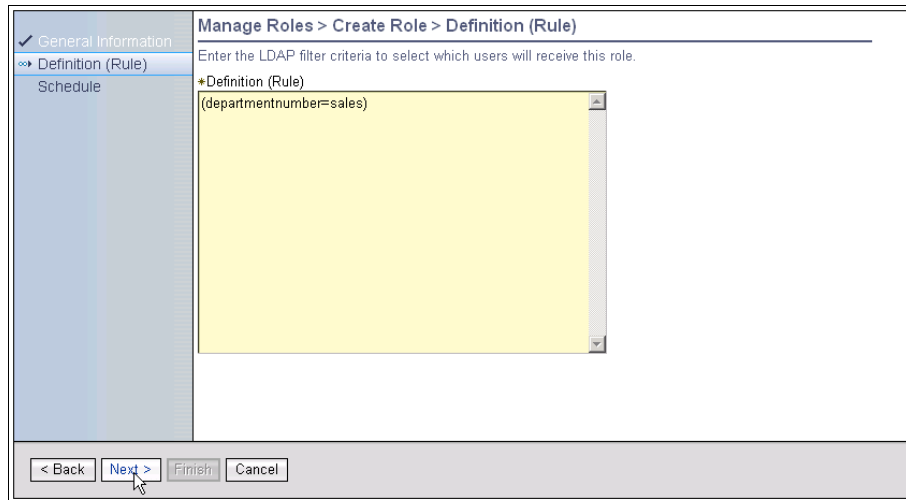 Manage Roles > Create Role > Definition (Rule)
General Information
Definition (Rule)
Schedule
Enter the LDAP filter criteria to select which users will receive this role.
*Definition (Rule)
(departmentnumber=sales)
< Back
Next >
Finish
Cancel